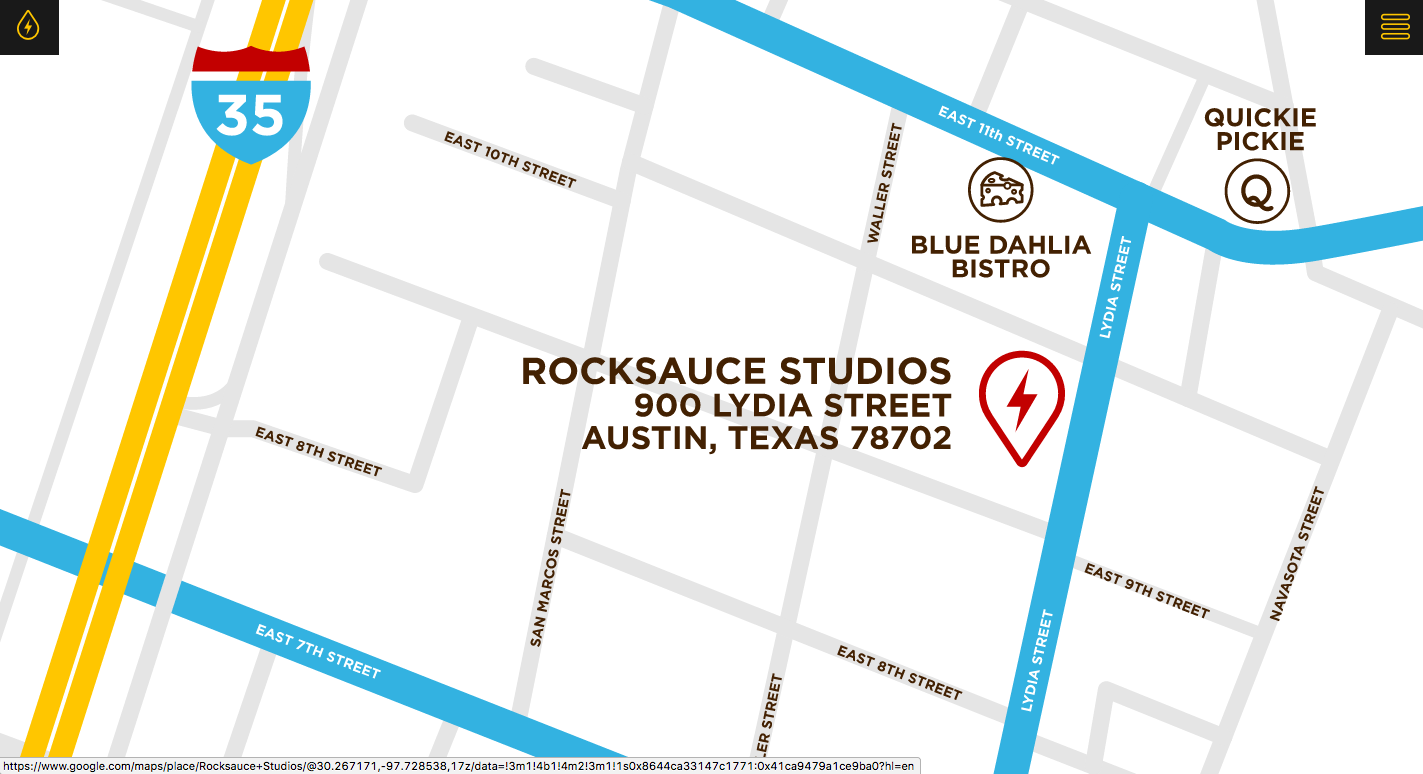 35
EAST 10TH STREET
WALLER STREET
EAST 11th STREET
QUICKIE
PICKIE
Q
BLUE DAHLIA
BISTRO
LYDIA STREET
ROCKSAUCE STUDIOS
900 LYDIA STREET
AUSTIN, TEXAS 78702
EAST 8TH STREET
SAN MARCOS STREET
NAVASOTA STREET
EAST 9TH STREET
EAST 7TH STREET
LYDIA STREET
EAST 8TH STREET
LER STREET
https://www.google.com/maps/place/Rocksauce+Studios/@30.267171,-97.728538,17z/data=!3m1!4b1!4m2!3m1!1s0x8644ca33147c1771:0x41ca9479a1ce9ba0?hl=en